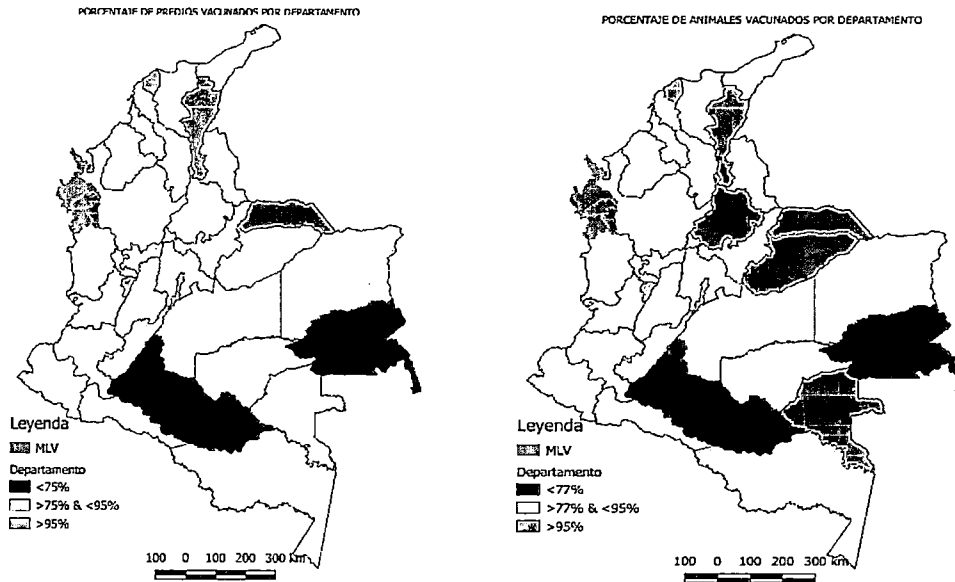 PORCENTAJE DE PREDIOS VACUNADOS POR DEPARTAMENTO
Leyenda
MLV
Departamento
<75%
>75% & <95%
>95%
100 0 100 200 300 km
PORCENTAJE DE ANIMALES VACUNADOS POR DEPARTAMENTO
Leyenda
MLV
Departamento
<77%
>77% & <95%
>95%
100 0 100 200 300 km